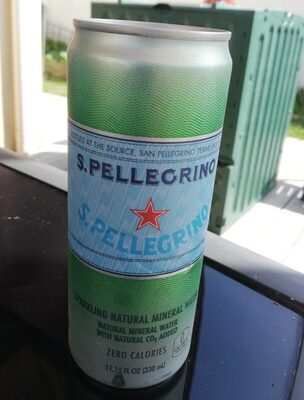 BOTTLED AT THE SOURCE, SAN PELLEGRINO TERME
S.PELLEGRINO
S.PELLEGRINO
SPARKLING NATURAL MINERAL WATER
NATURAL MINERAL WATER
WITH NATURAL CO₂ ADDED
ZERO CALORIES
11.15 FL OZ (330 mL)